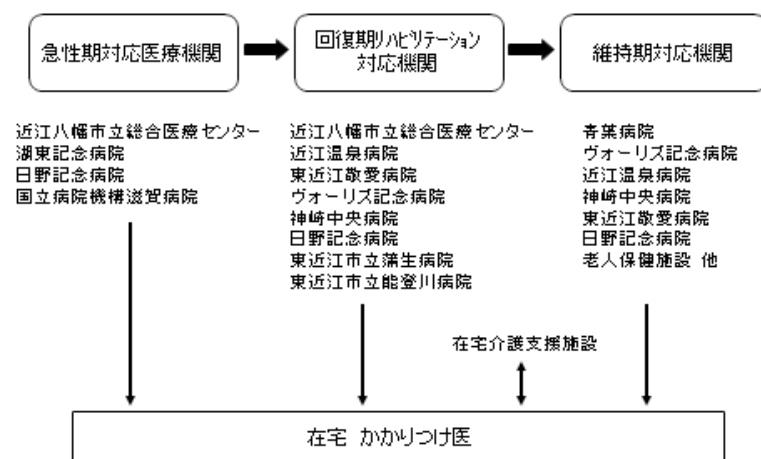 急性期対応医療機関
回復期リハビリテーション
対応機関
維持期対応機関
近江八幡市立総合医療センター
湖東記念病院
日野記念病院
国立病院機構滋賀病院
近江八幡市立総合医療センター
近江温泉病院
東近江敬愛病院
ヴォーリズ記念病院
神崎中央病院
日野記念病院
東近江市立蒲生病院
東近江市立能登川病院
青葉病院
ヴォーリズ記念病院
近江温泉病院
神崎中央病院
東近江敬愛病院
日野記念病院
老人保健施設 他
在宅介護支援施設
在宅 かかりつけ医